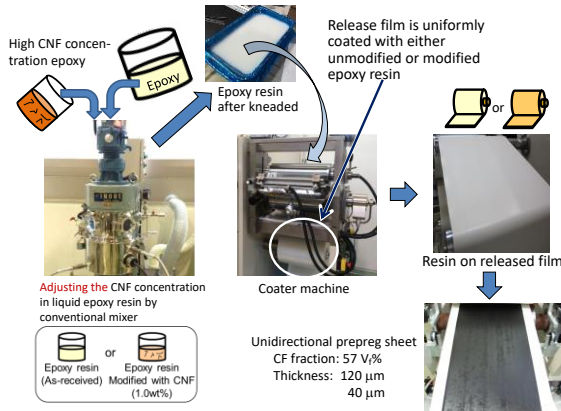 High CNF concen-
tration epoxy
Epoxy
Epoxy resin
after kneaded
Release film is uniformly
coated with either
unmodified or modified
epoxy resin
or
Adjusting the CNF concentration
in liquid epoxy resin by
conventional mixer
Coater machine
Resin on released film
or
Epoxy resin
(As-received)
Epoxy resin
Modified with CNF
(1.0wt%)
Unidirectional prepreg sheet
CF fraction: 57 Vf%
Thickness: 120 μm
40 μm